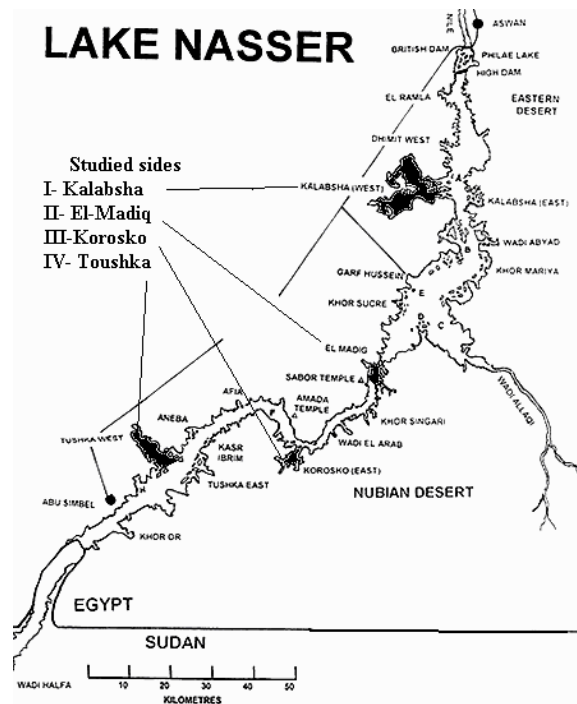 LAKE NASSER
NILE
ASWAN
BRITISH DAM
PHILAE LAKE
HIGH DAM
EL RAMLA
EASTERN
DESERT
DHIMIT WEST
Studied sides
I- Kalabsha
II- El-Madiq
III-Korosko
IV- Toushka
KALABSHA (WEST)
A
KALABSHA (EAST)
WADI ABYAD
B
KHOR MARIYA
GARF HUSSEIN
E
KHOR SUCRE
D
C
EL MADIG
SABOR TEMPLE
WADI ALLAQI
AFIA
AMADA
TEMPLE
ANEBA
F
KHOR SINGARI
TUSHKA WEST
KASR
IBRIM
WADI EL ARAB
KOROSKO (EAST)
TUSHKA EAST
NUBIAN DESERT
ABU SIMBEL
H
KHOR OR
EGYPT
SUDAN
WADI HALFA
10 20 30 40 50
KILOMETRES